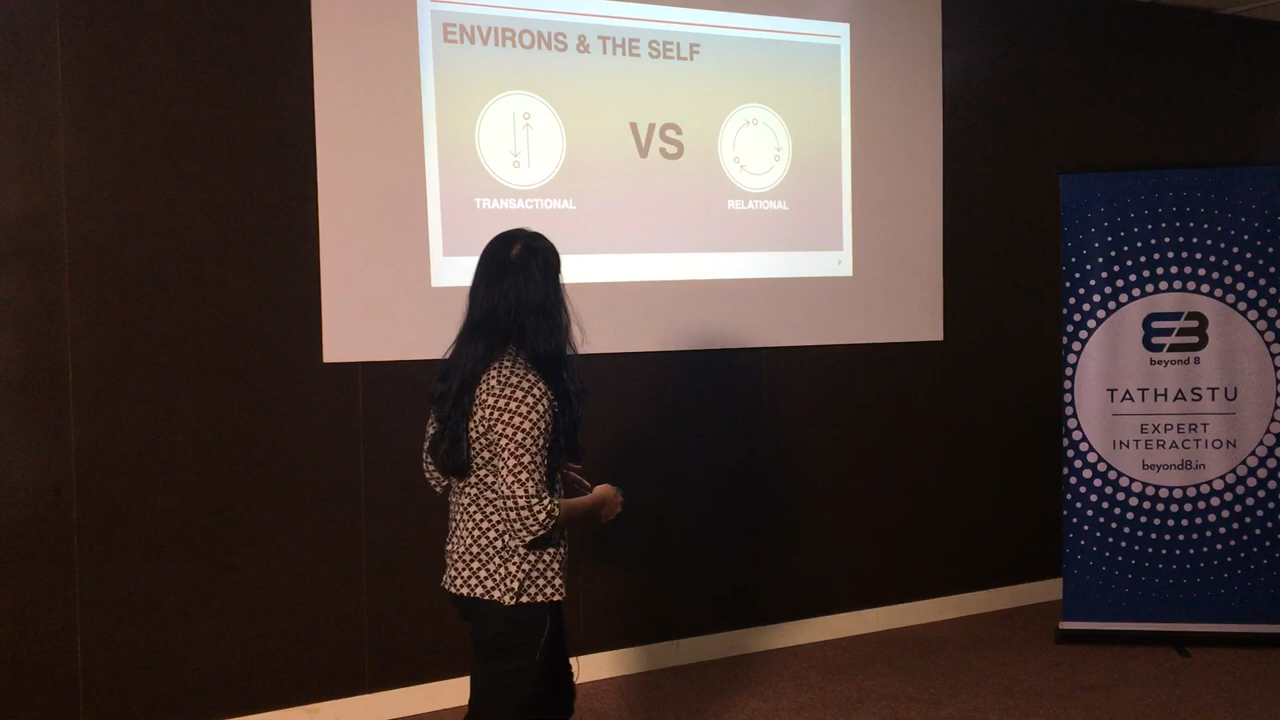 ENVIRONS & THE SELF
VS
TRANSACTIONAL
RELATIONAL
beyond 8
TATHASTU
EXPERT
INTERACTION
beyond8.in